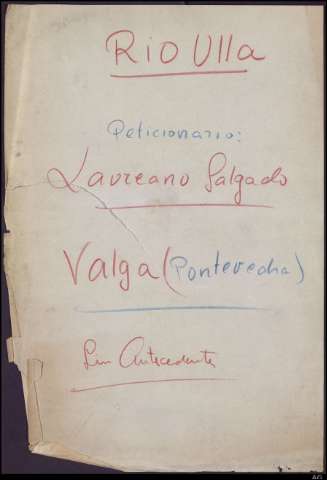 RIO Ulla
Peticionario:
Laureano Salgado
Valga (Pontevedra)
Sin Antecedentes